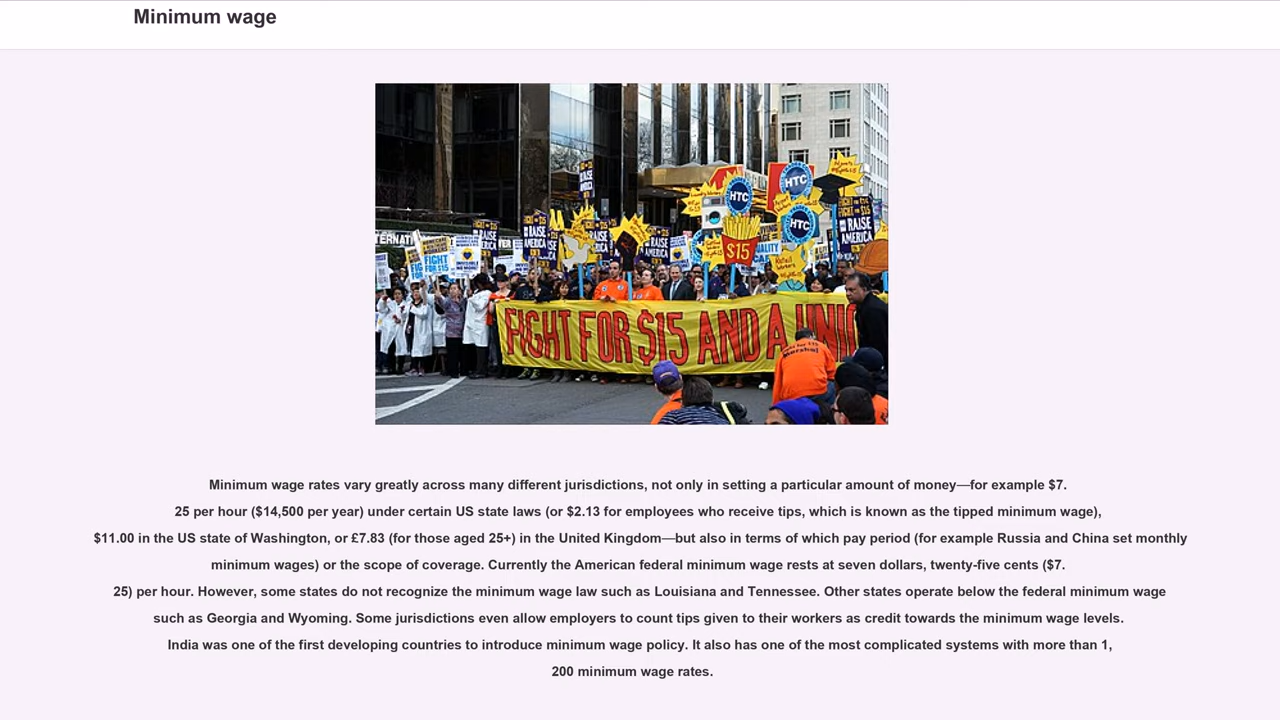 Minimum wage
RAISE
AMERICA
HTC
HTC
HTC
FIGHT FOR $15
RAISE
AMERICA
RAISE
AMERICA
RAISE
AMERICA
FIGHT
FOR $15
$15
FIGHT FOR $15 AND A UNIO
Minimum wage rates vary greatly across many different jurisdictions, not only in setting a particular amount of money—for example $7.
25 per hour ($14,500 per year) under certain US state laws (or $2.13 for employees who receive tips, which is known as the tipped minimum wage),
$11.00 in the US state of Washington, or £7.83 (for those aged 25+) in the United Kingdom—but also in terms of which pay period (for example Russia and China set monthly
minimum wages) or the scope of coverage. Currently the American federal minimum wage rests at seven dollars, twenty-five cents ($7.
25) per hour. However, some states do not recognize the minimum wage law such as Louisiana and Tennessee. Other states operate below the federal minimum wage
such as Georgia and Wyoming. Some jurisdictions even allow employers to count tips given to their workers as credit towards the minimum wage levels.
India was one of the first developing countries to introduce minimum wage policy. It also has one of the most complicated systems with more than 1,
200 minimum wage rates.